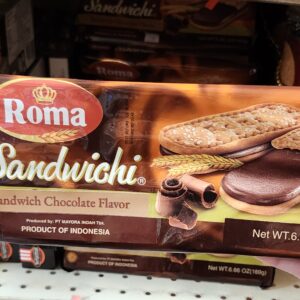 Roma
Sandwichi®
andwich Chocolate Flavor
Produced by: PT MAYORA INDAH Tbk.
PRODUCT OF INDONESIA
Net WT 6.
Net WT 6.66 OZ(189g)